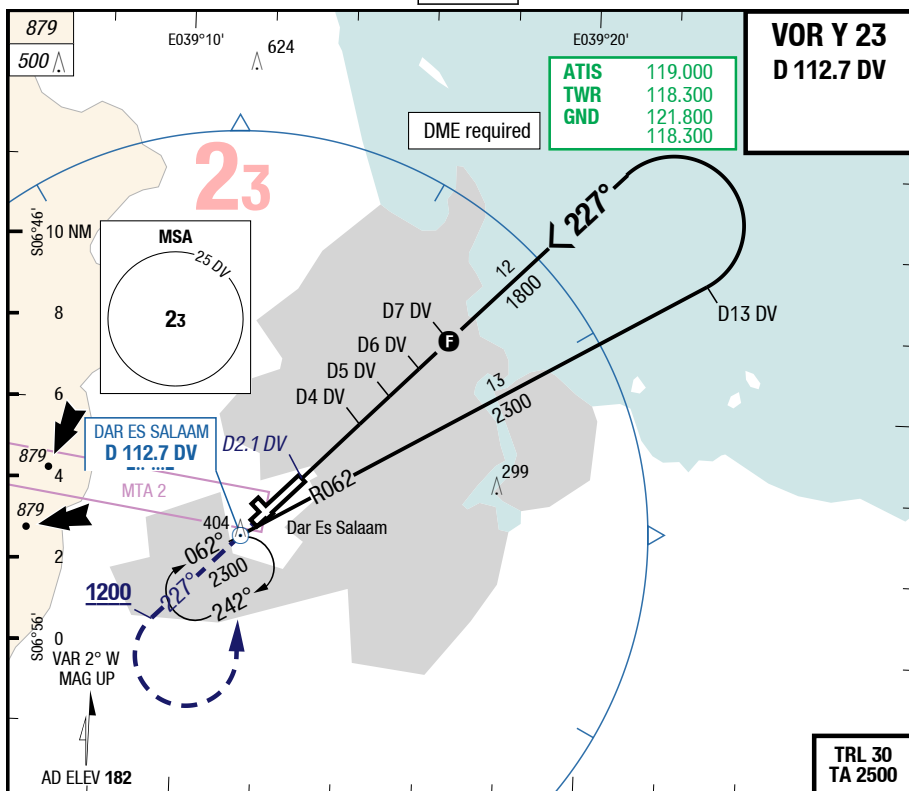 879
500
E039°10'
624
E039°20'
VOR Y 23
D 112.7 DV
ATIS 119.000
TWR 118.300
GND 121.800
118.300
DME required
23
S06°46'
10 NM
MSA
25 DV
23
227°
12
1800
8
D7 DV
F
D13 DV
D6 DV
D5 DV
6
D4 DV
13
2300
DAR ES SALAAM
D 112.7 DV
D2.1 DV
879
4
MTA 2
R062
299
879
404
Dar Es Salaam
2
062°
2300
227°
242°
1200
S06°56'
0
VAR 2° W
MAG UP
AD ELEV 182
TRL 30
TA 2500